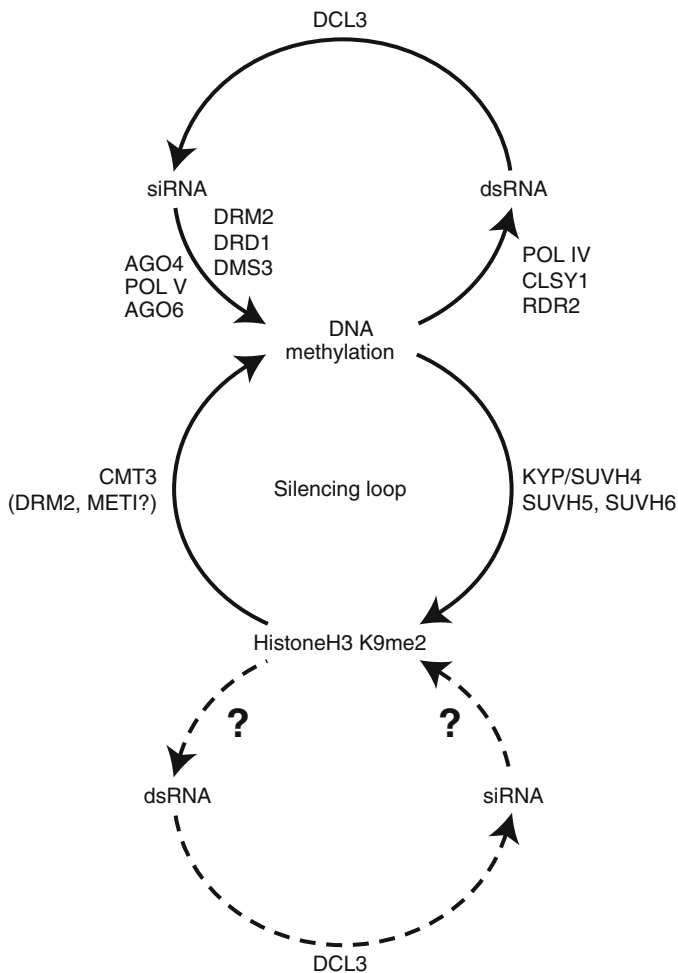 DCL3
siRNA
dsRNA
DRM2
DRD1
DMS3
AGO4
POL V
AGO6
POL IV
CLSY1
RDR2
DNA
methylation
CMT3
(DRM2, METI?)
Silencing loop
KYP/SUVH4
SUVH5, SUVH6
HistoneH3 K9me2
?
?
dsRNA
siRNA
DCL3